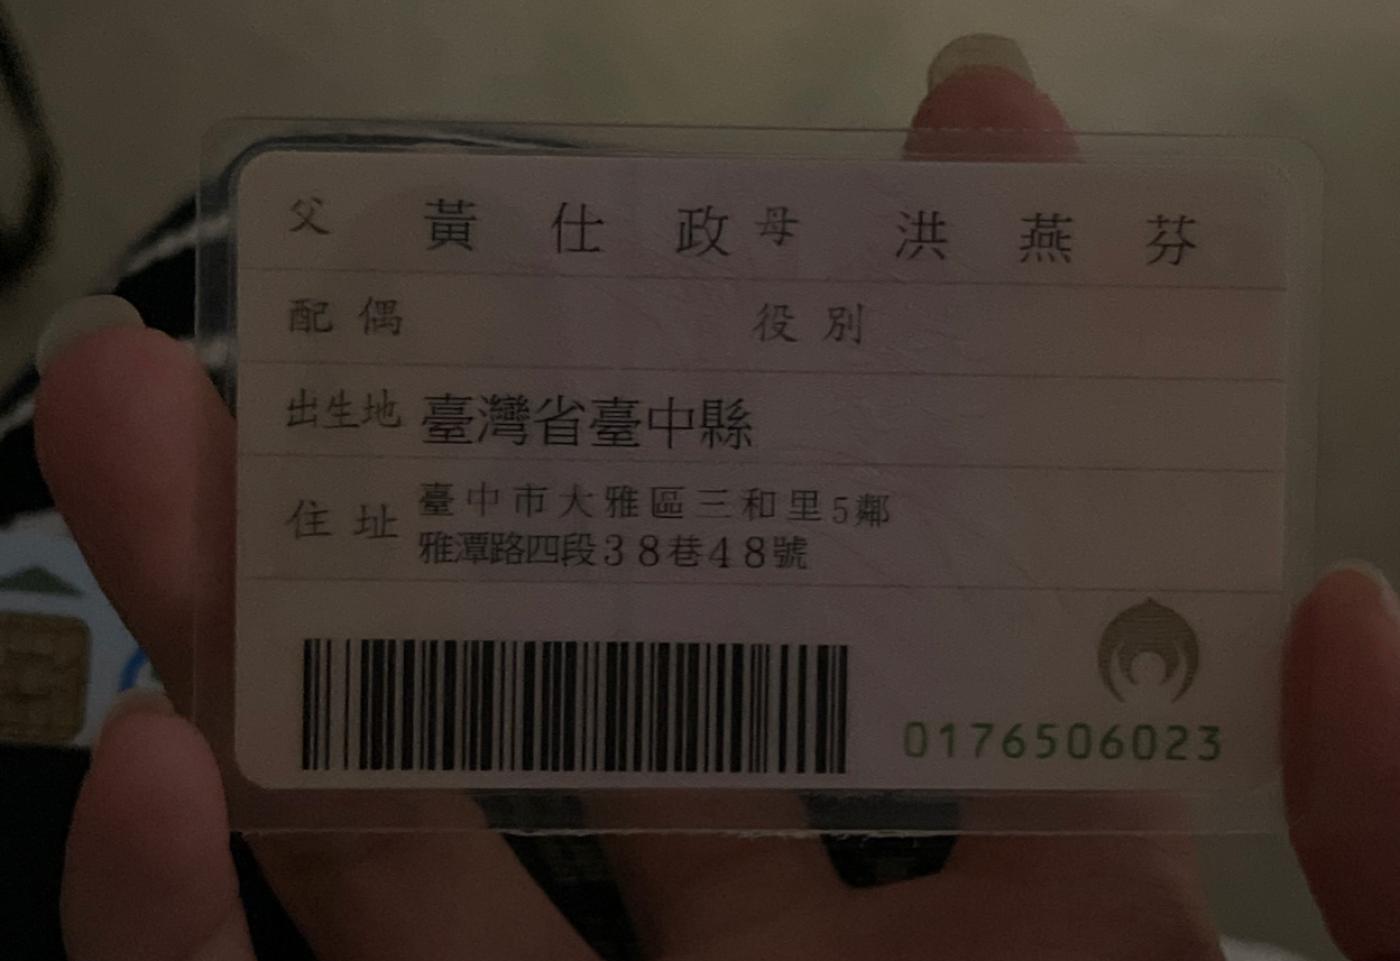 父 黃仕政 母 洪燕芬
配偶 役別
出生地 臺灣省臺中縣
住址 臺中市大雅區三和里5鄰
雅潭路四段38巷48號
0176506023